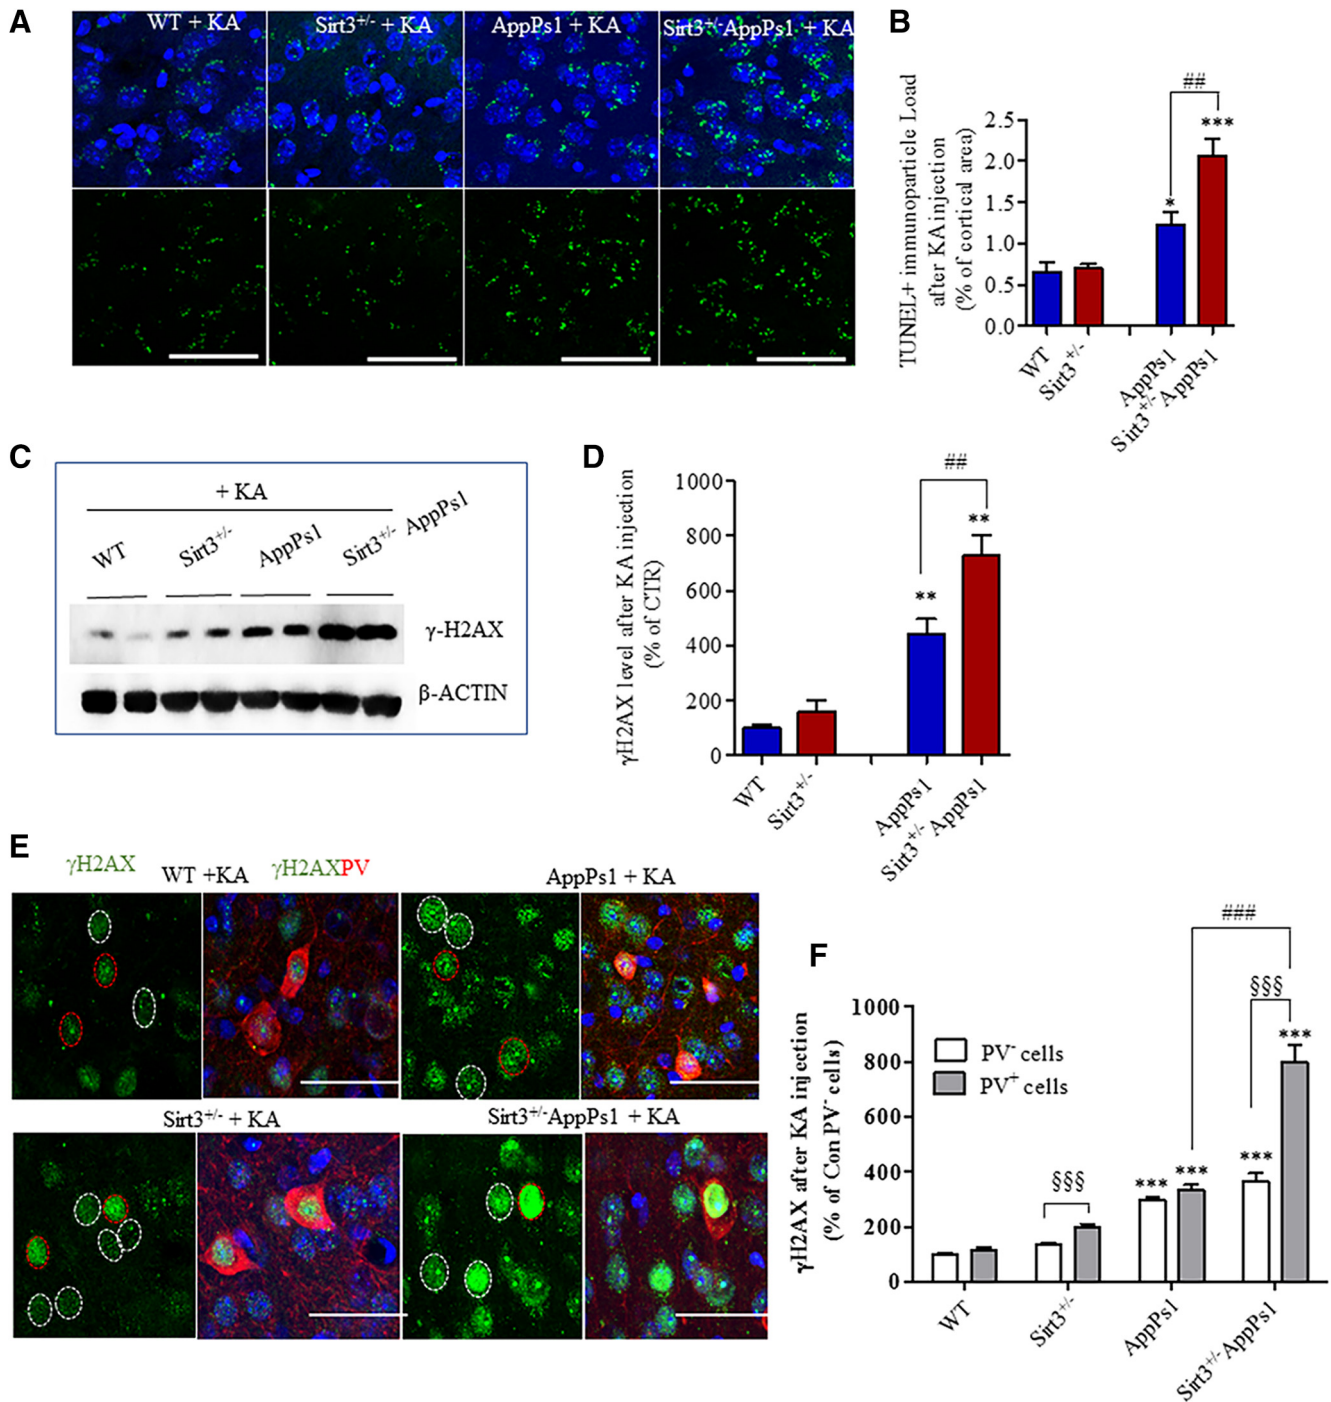 A
WT + KA
Sirt3+/- + KA
AppPs1 + KA
Sirt3+/-AppPs1 + KA
B
TUNEL+ immunoparticle Load
after KA injection
(% of cortical area)
2.5
2.0
1.5
1.0
0.5
0.0
##
***
*
WT
Sirt3+/-
AppPs1
Sirt3+/- AppPs1
C
+ KA
WT
Sirt3+/-
AppPs1
Sirt3+/- AppPs1
γ-H2AX
β-ACTIN
D
γH2AX level after KA injection
(% of CTR)
1000
800
600
400
200
0
##
**
**
WT
Sirt3+/-
AppPs1
Sirt3+/- AppPs1
E
γH2AX
WT +KA
γH2AXPV
AppPs1 + KA
Sirt3+/- + KA
Sirt3+/-AppPs1 + KA
F
γH2AX after KA injection
(% of Con PV- cells)
1000
800
600
400
200
0
PV- cells
PV+ cells
###
§§§
***
§§§
***
***
***
WT
Sirt3+/-
AppPs1
Sirt3+/- AppPs1